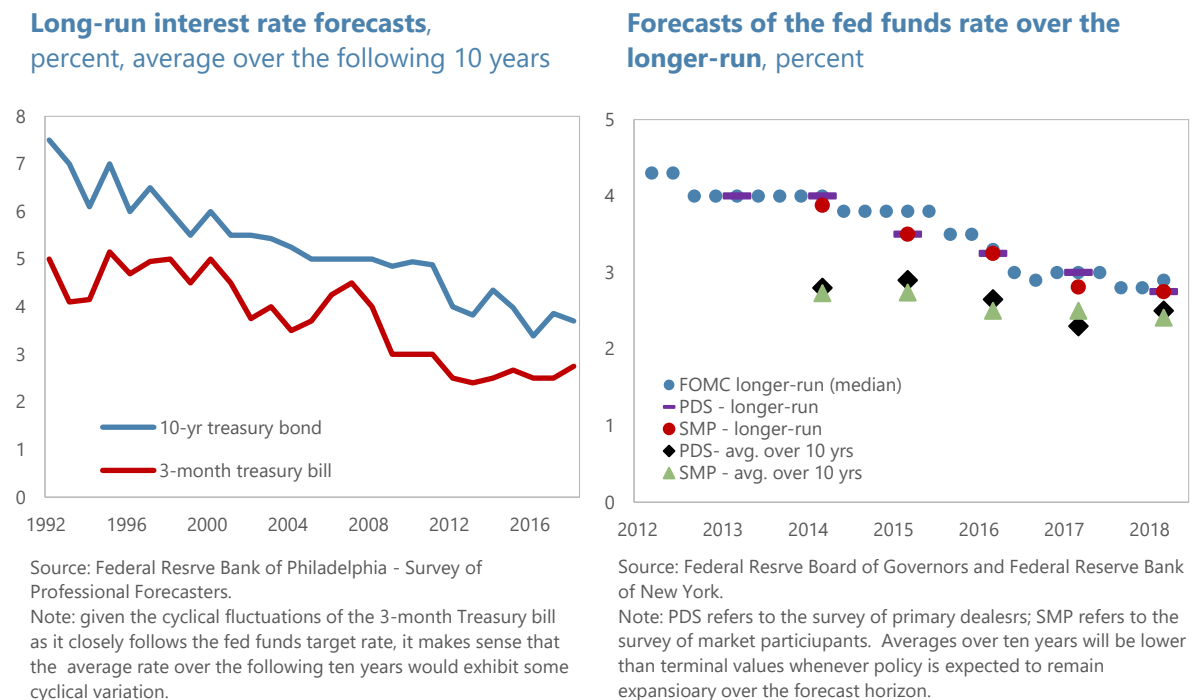 Long-run interest rate forecasts,
percent, average over the following 10 years
8
7
6
5
4
3
2
1
0
10-yr treasury bond
3-month treasury bill
1992 1996 2000 2004 2008 2012 2016
Source: Federal Resrve Bank of Philadelphia - Survey of
Professional Forecasters.
Note: given the cyclical fluctuations of the 3-month Treasury bill
as it closely follows the fed funds target rate, it makes sense that
the average rate over the following ten years would exhibit some
cyclical variation.
Forecasts of the fed funds rate over the
longer-run, percent
5
4
3
2
1
0
FOMC longer-run (median)
PDS - longer-run
SMP - longer-run
PDS- avg. over 10 yrs
SMP - avg. over 10 yrs
2012 2013 2014 2015 2016 2017 2018
Source: Federal Resrve Board of Governors and Federal Reserve Bank
of New York.
Note: PDS refers to the survey of primary dealesrs; SMP refers to the
survey of market particiupants. Averages over ten years will be lower
than terminal values whenever policy is expected to remain
expansioary over the forecast horizon.